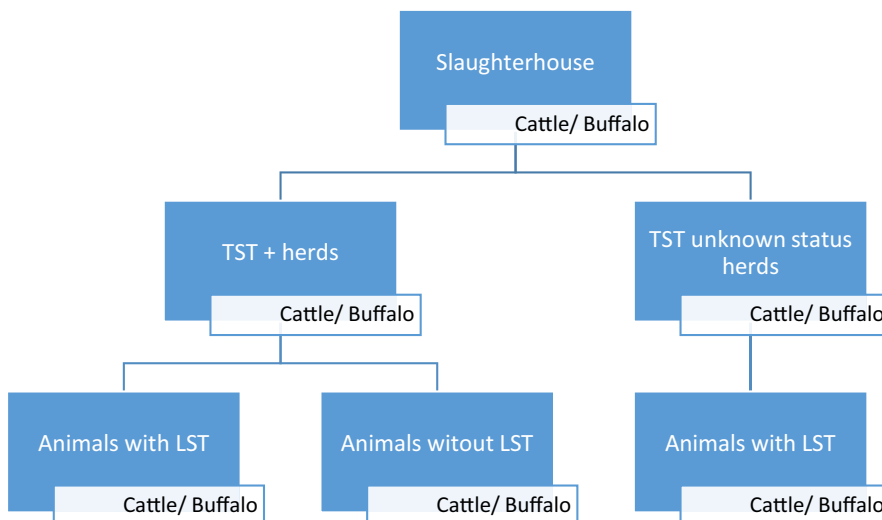 Slaughterhouse
Cattle/ Buffalo
TST + herds
Cattle/ Buffalo
TST unknown status
herds
Cattle/ Buffalo
Animals with LST
Cattle/ Buffalo
Animals witout LST
Cattle/ Buffalo
Animals with LST
Cattle/ Buffalo